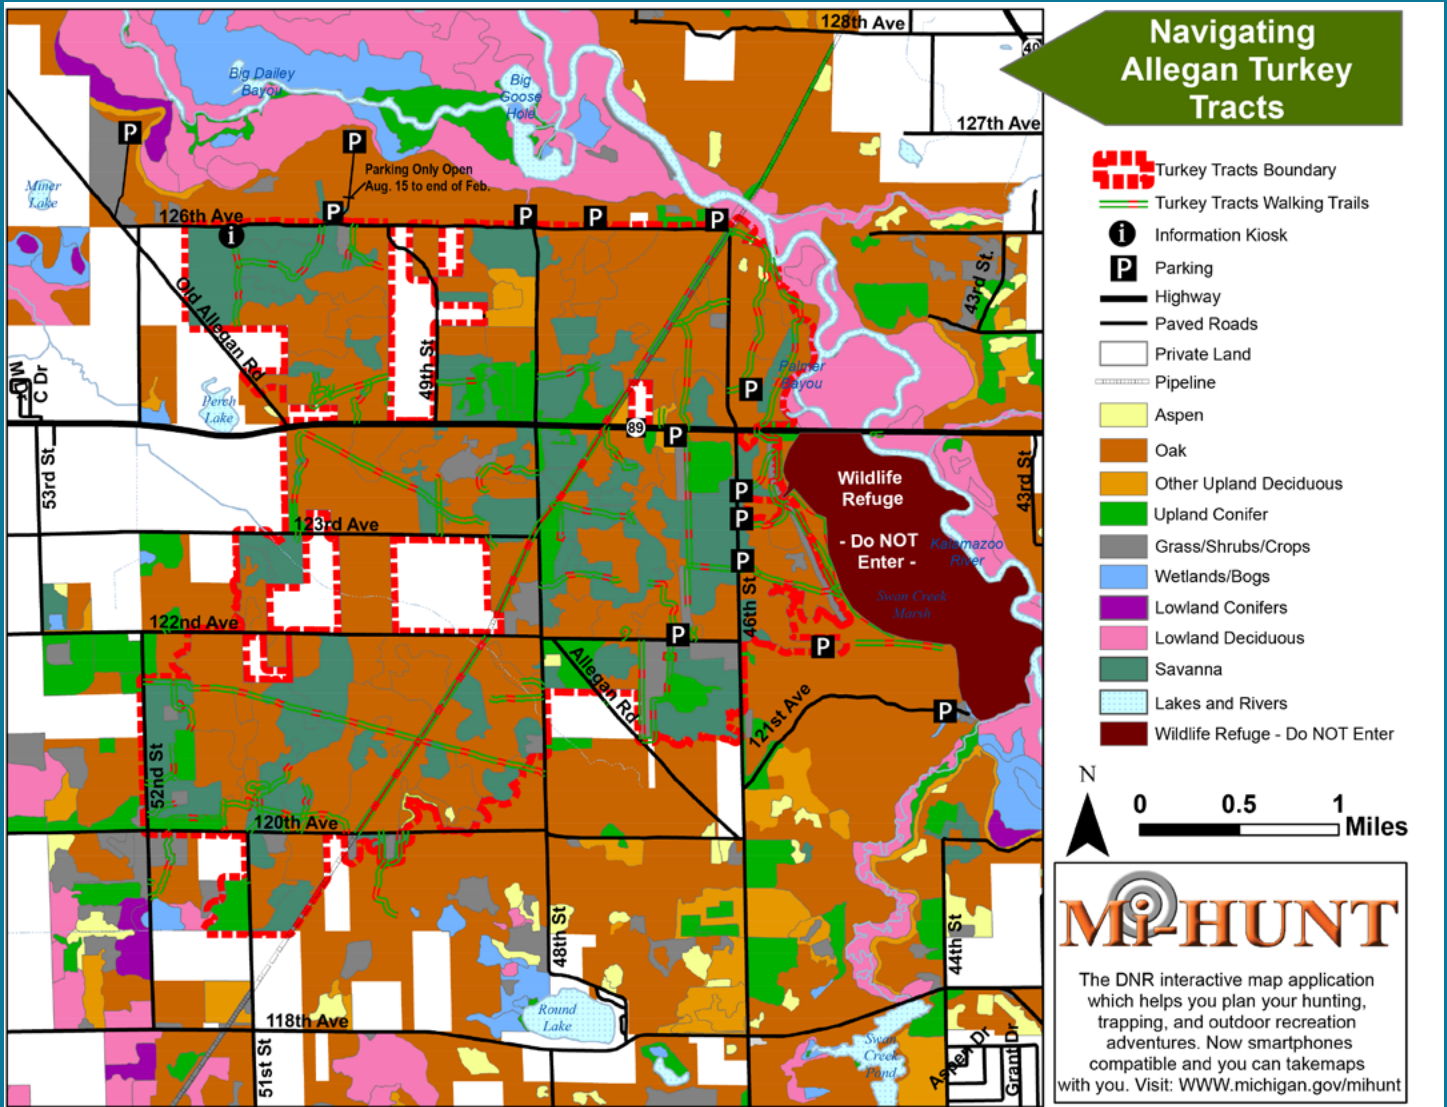 128th Ave
40
Navigating
Allegan Turkey
Tracts
Big Dailey
Bayou
Big
Goose
Hole
127th Ave
P
P
Parking Only Open
Aug. 15 to end of Feb.
Miner
Lake
126th Ave
P
P
P
P
i
Old Allegan Rd
49th St
43rd St.
Palmer
Bayou
P
C Dr
Perch
Lake
89
P
53rd St
Wildlife
Refuge
- Do NOT
Enter -
43rd St
P
P
P
123rd Ave
Kalamazoo
River
Swan Creek
Marsh
46th St
122nd Ave
P
P
Allegan Rd
121st Ave
P
52nd St
120th Ave
48th St
44th St
Round
Lake
118th Ave
51st St
Swan
Creek
Pond
Aspen Dr
Grant Dr
Turkey Tracts Boundary
Turkey Tracts Walking Trails
i Information Kiosk
P Parking
Highway
Paved Roads
Private Land
Pipeline
Aspen
Oak
Other Upland Deciduous
Upland Conifer
Grass/Shrubs/Crops
Wetlands/Bogs
Lowland Conifers
Lowland Deciduous
Savanna
Lakes and Rivers
Wildlife Refuge - Do NOT Enter
N
0 0.5 1
Miles
Mi-HUNT
The DNR interactive map application
which helps you plan your hunting,
trapping, and outdoor recreation
adventures. Now smartphones
compatible and you can takemaps
with you. Visit: WWW.michigan.gov/mihunt